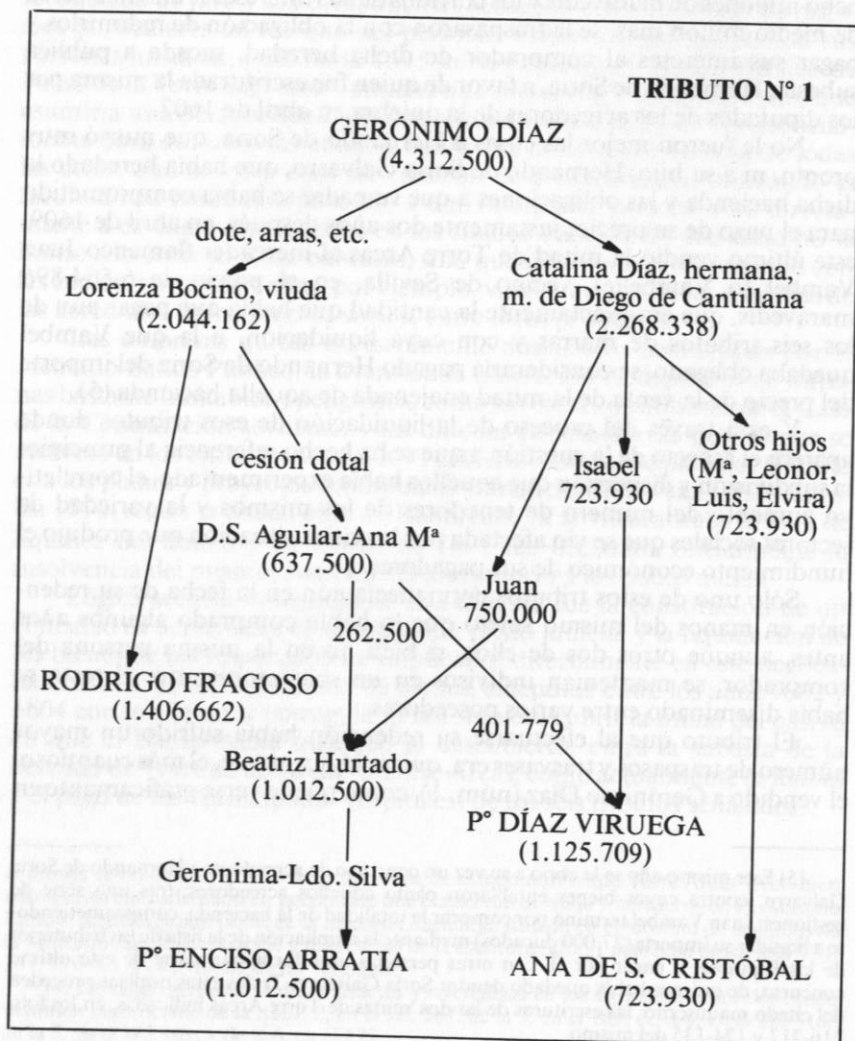 TRIBUTO Nº 1
GERÓNIMO DÍAZ
(4.312.500)
dote, arras, etc.
Lorenza Bocio, viuda
(2.044.162)
Catalina Díaz, hermana,
m. de Diego de Cantillana
(2.268.338)
cesión dotal
D.S. Aguilar-Ana Mª
(637.500)
Isabel
723.930
Otros hijos
(Mª, Leonor,
Luis, Elvira)
(723.930)
Juan
750.000
262.500
RODRIGO FRAGOSO
(1.406.662)
401.779
Beatriz Hurtado
(1.012.500)
Pº DÍAZ VIRUEGA
(1.125.709)
Gerónima-Ldo. Silva
Pº ENCISO ARRATIA
(1.012.500)
ANA DE S. CRISTÓBAL
(723.930)